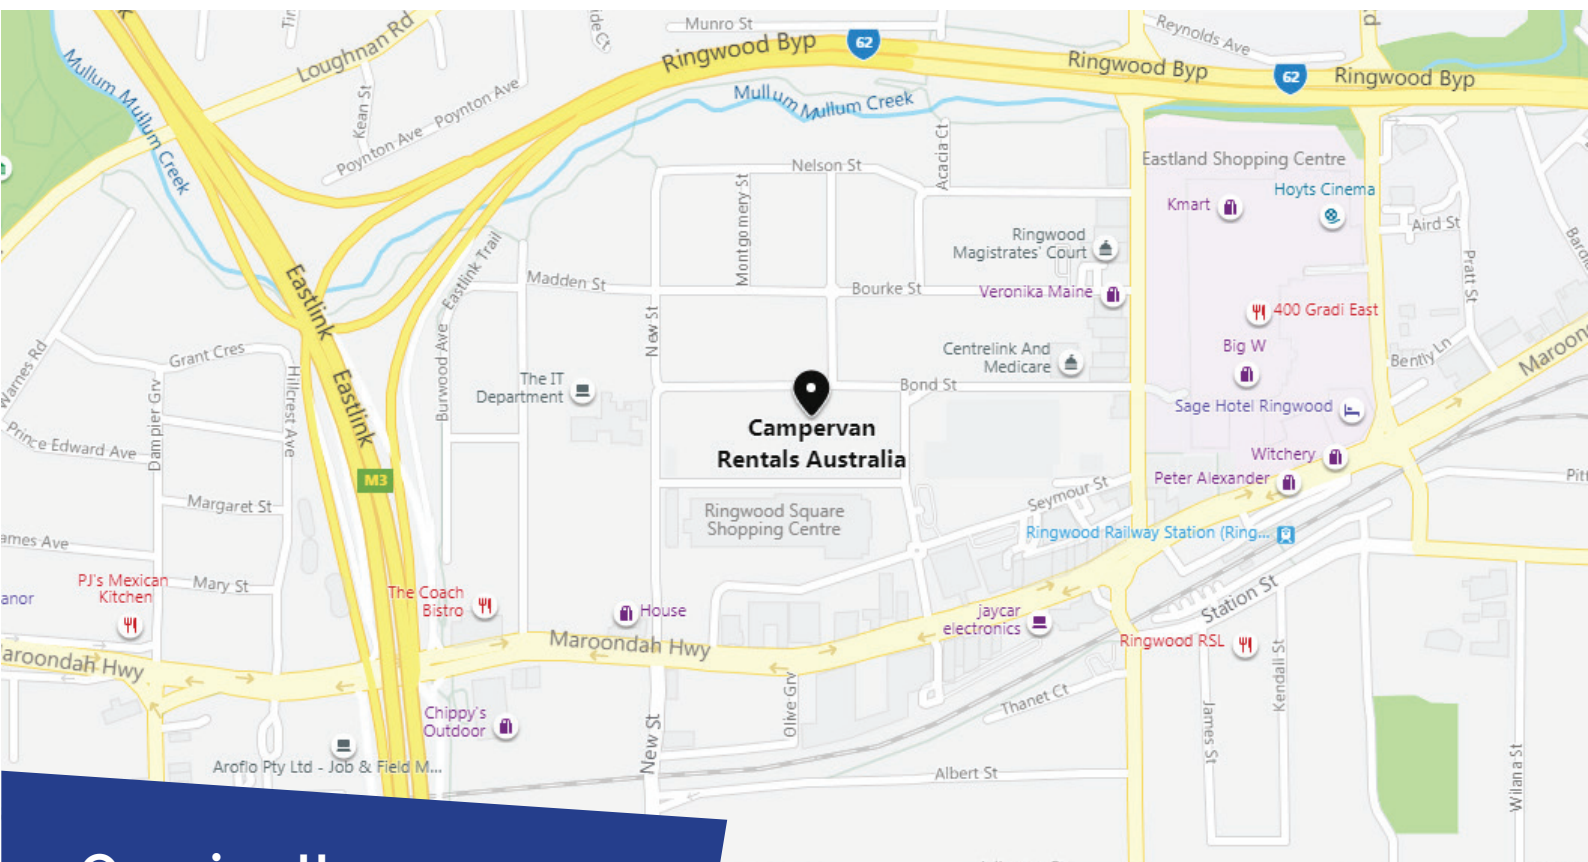 Munro St
Reynolds Ave
Loughnan Rd
Ringwood Byp
62
Ringwood Byp
62
Ringwood Byp
Mullum Mullum Creek
Kean St
Poynton Ave
Poynton Ave
Mullum Mullum Creek
Acacia Ct
Nelson St
Montgomery St
Eastland Shopping Centre
Hoyts Cinema
Kmart
Aird St
Pratt St
Ringwood
Magistrates' Court
Eastlink Trail
Madden St
Bourke St
Veronika Maine
400 Gradi East
Eastlink
New St
Burwood Ave
Warnes Rd
Grant Cres
Hillcrest Ave
Dampier Grv
Centrelink And
Medicare
Big W
Bently Ln
Maroon
The IT
Department
Bond St
Eastlink
Sage Hotel Ringwood
Campervan
Rentals Australia
Prince Edward Ave
Witchery
Peter Alexander
M3
Margaret St
Seymour St
Ringwood Square
Shopping Centre
Ringwood Railway Station (Ring...
ames Ave
Mary St
PJ's Mexican
Kitchen
anor
The Coach
Bistro
House
jaycar
electronics
Station St
Ringwood RSL
Maroondah Hwy
aroondah Hwy
Kendall St
James St
Thanet Ct
Olive Grv
New St
Chippy's
Outdoor
Aroflo Pty Ltd - Job & Field M...
Albert St
Wilana St